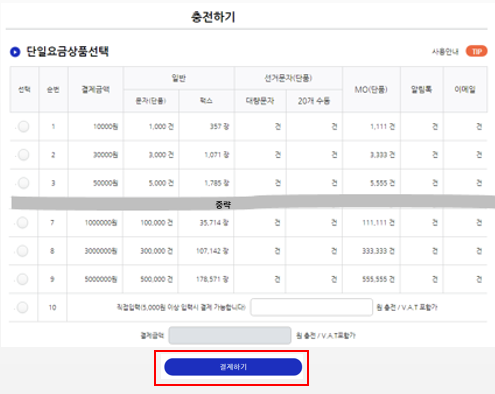 충전하기
단일요금상품선택
사용안내 TIP
선택 순번 결제금액 일반 선거문자(단품) MO(단품) 알림톡 이메일
문자(단품) 팩스 대량문자 20개 수동
1 10000원 1,000 건 357 장 건 건 1,111 건 건 건
2 30000원 3,000 건 1,071 장 건 건 3,333 건 건 건
3 50000원 5,000 건 1,785 장 건 건 5,555 건 건 건
중략
7 1000000원 100,000 건 35,714 장 건 건 111,111 건 건 건
8 3000000원 300,000 건 107,142 장 건 건 333,333 건 건 건
9 5000000원 500,000 건 178,571 장 건 건 555,555 건 건 건
10 직접입력(5,000원 이상 입력시 결제 가능합니다) 원 충전 / V.A.T 포함가
결제금액 원 충전 / V.A.T포함가
결제하기